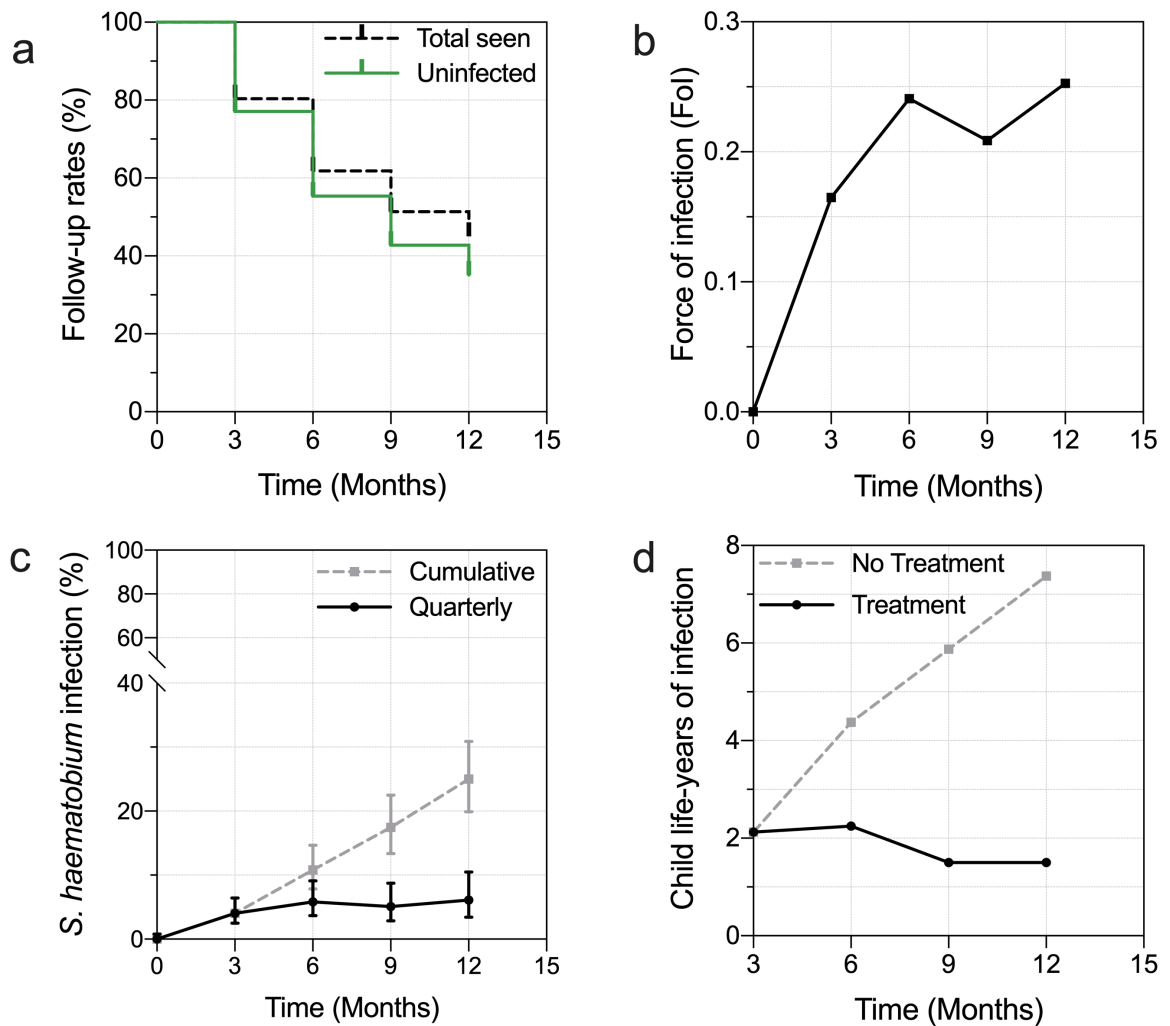 a
Follow-up rates (%)
100
80
60
40
20
0
0 3 6 9 12 15
Time (Months)
Total seen
Uninfected
b
Force of infection (FoI)
0.3
0.2
0.1
0.0
0 3 6 9 12 15
Time (Months)
c
S. haematobium infection (%)
100
80
60
40
20
0
0 3 6 9 12 15
Time (Months)
Cumulative
Quarterly
d
Child life-years of infection
8
6
4
2
0
3 6 9 12 15
Time (Months)
No Treatment
Treatment